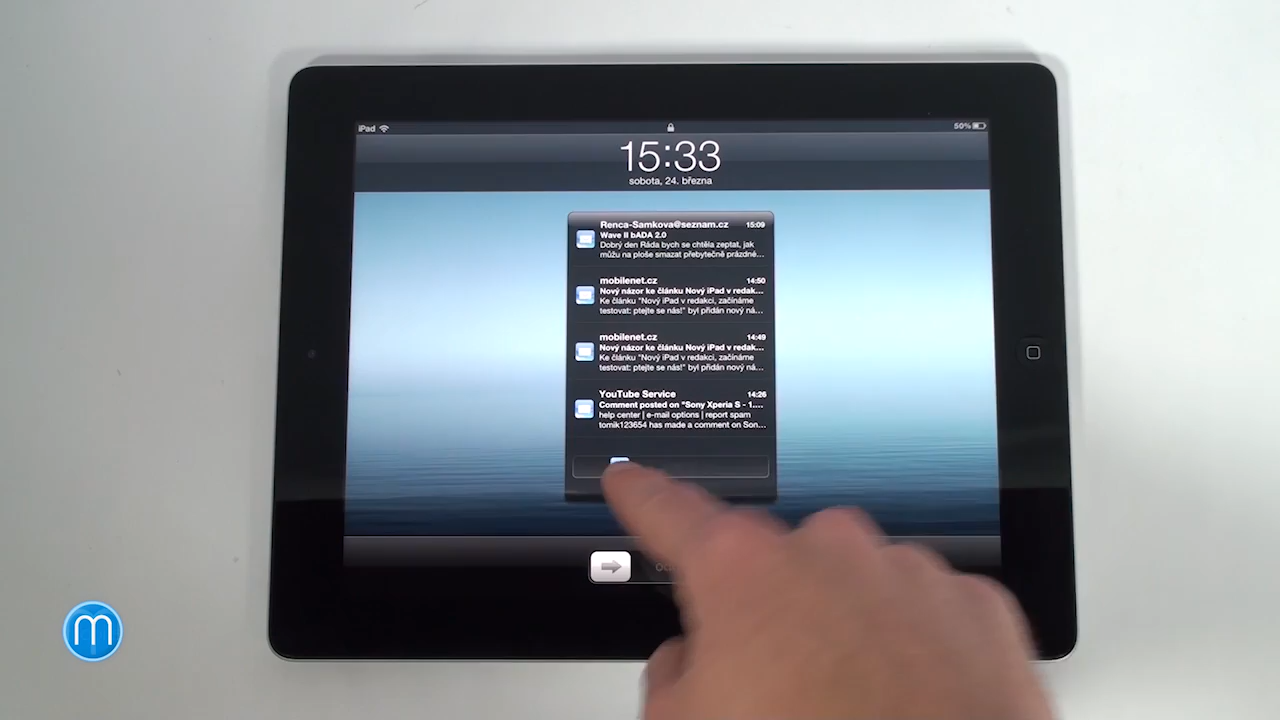 iPad
50%
15:33
sobota, 24. března
Renca-Samkova@seznam.cz 15:09
Wave II bADA 2.0
Dobrý den Ráda bych se chtěla zeptat, jak
můžu na ploše smazat přebytečně prázdné...
mobilenet.cz 14:50
Nový názor ke článku Nový iPad v redak...
Ke článku "Nový iPad v redakci, začínáme
testovat: ptejte se nás!" byl přidán nový ná...
mobilenet.cz 14:49
Nový názor ke článku Nový iPad v redak...
Ke článku "Nový iPad v redakci, začínáme
testovat: ptejte se nás!" byl přidán nový ná...
YouTube Service 14:26
Comment posted on "Sony Xperia S - 1....
help center | e-mail options | report spam
tomik123654 has made a comment on Son...
m